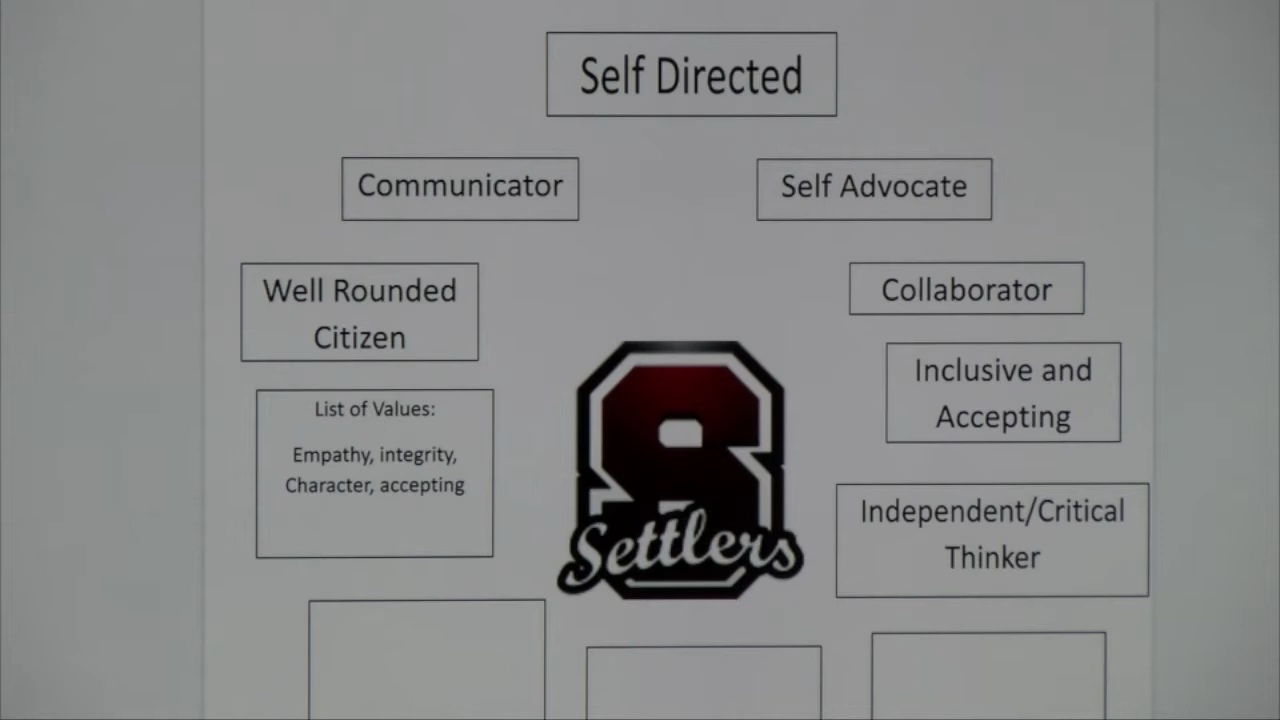 Self Directed
Communicator
Self Advocate
Well Rounded
Citizen
Collaborator
List of Values:
Empathy, integrity,
Character, accepting
Inclusive and
Accepting
Independent/Critical
Thinker
S
Settlers